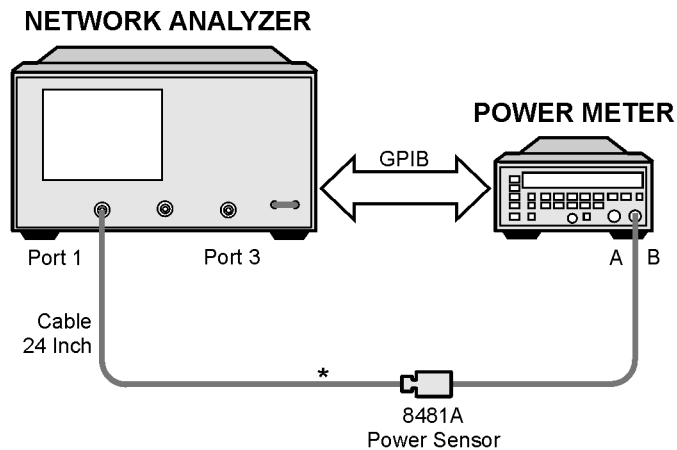 NETWORK ANALYZER
POWER METER
GPIB
Port 1
Port 3
A
B
Cable
24 Inch
*
8481A
Power Sensor